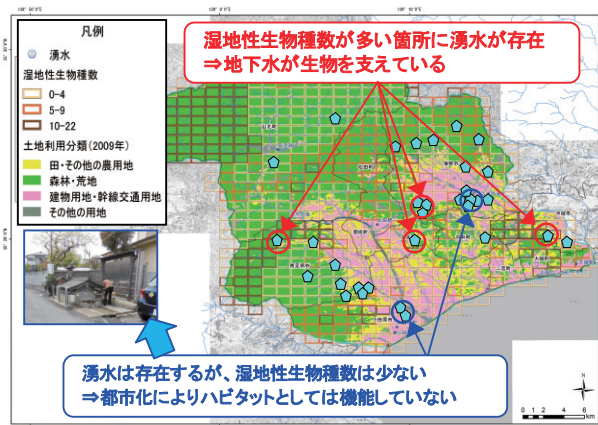 凡例
湧水
湿地性生物種数
0-4
5-9
10-22
土地利用分類(2009年)
田・その他の農用地
森林・荒地
建物用地・幹線交通用地
その他の用地
湿地性生物種数が多い箇所に湧水が存在
⇒地下水が生物を支えている
湧水は存在するが、湿地性生物種数は少ない
⇒都市化によりハビタットとしては機能していない
N
0 1 2 4 6
km